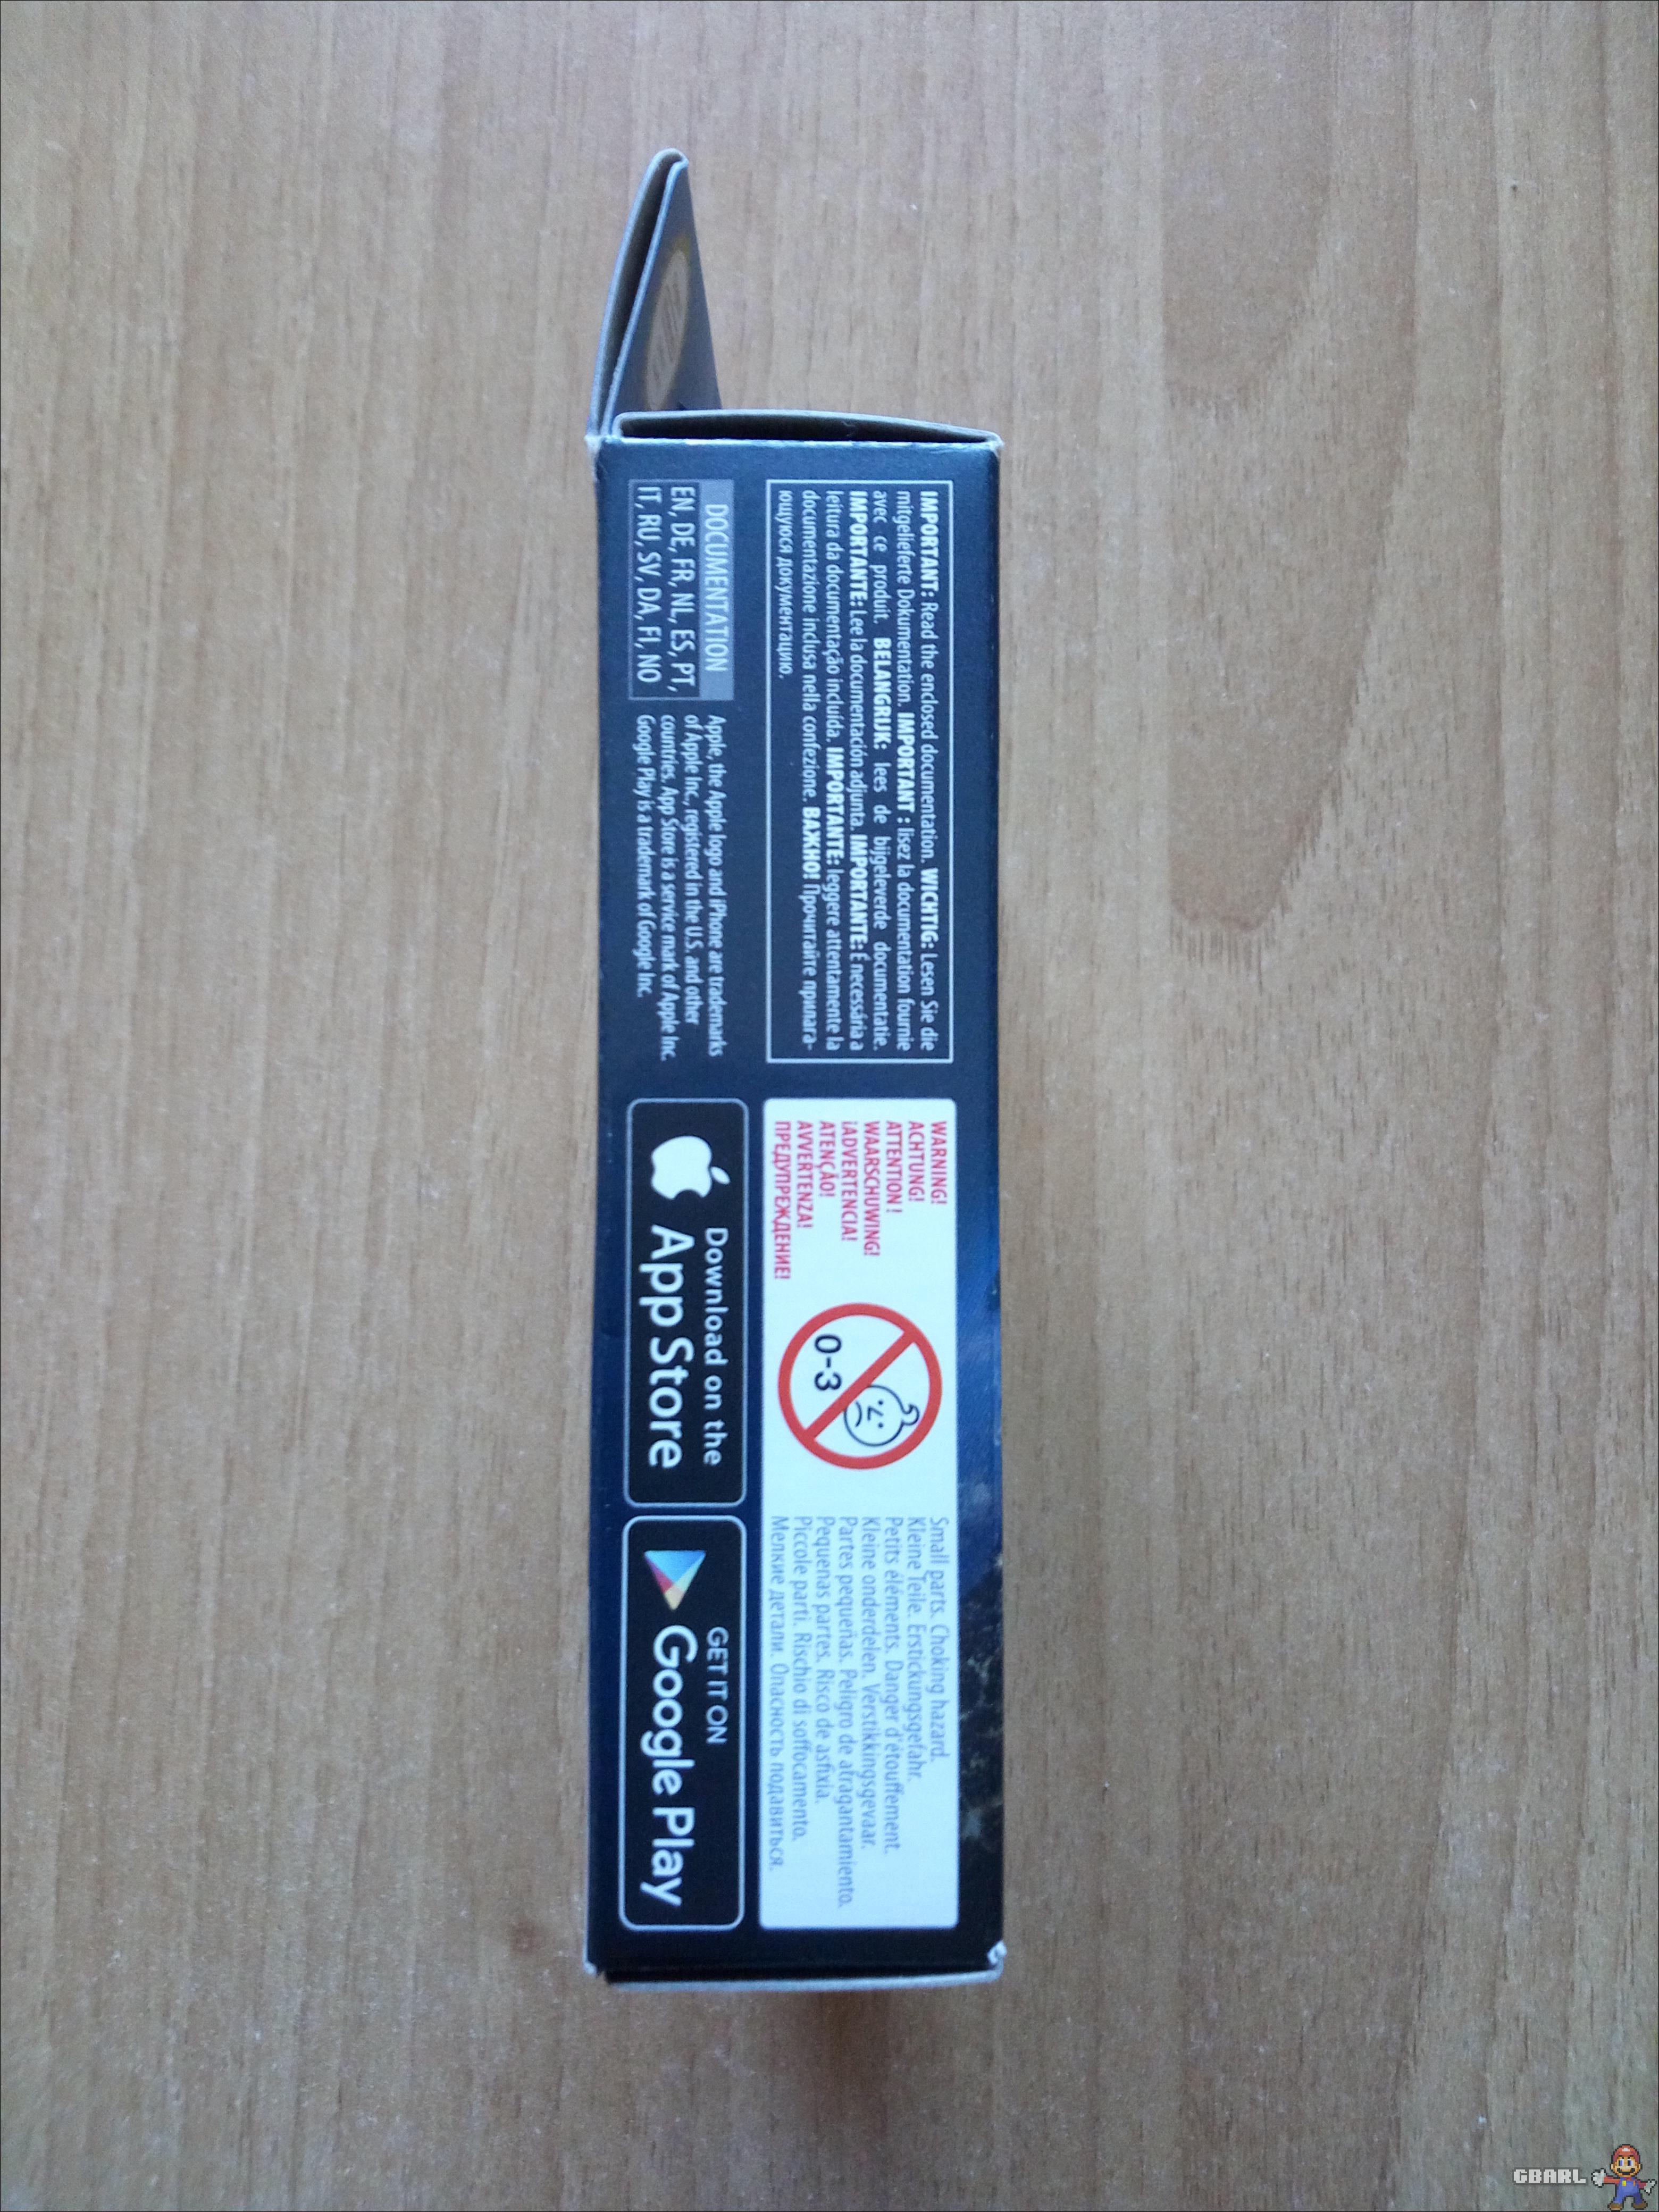 IMPORTANT: Read the enclosed documentation. WICHTIG: Lesen Sie die
mitgelieferte Dokumentation. IMPORTANT : lisez la documentation fournie
avec ce produit. BELANGRIJK: lees de bijgeleverde documentatie.
IMPORTANTE: Lee la documentación adjunta. IMPORTANTE: É necessária a
leitura da documentação incluída. IMPORTANTE: leggere attentamente la
documentazione inclusa nella confezione. ВАЖНО! Прочитайте прилага-
ющуюся документацию.
DOCUMENTATION
EN, DE, FR, NL, ES, PT,
IT, RU, SV, DA, FI, NO
Apple, the Apple logo and iPhone are trademarks
of Apple Inc., registered in the U.S. and other
countries. App Store is a service mark of Apple Inc.
Google Play is a trademark of Google Inc.
WARNING!
ACHTUNG!
ATTENTION !
WAARSCHUWING!
¡ADVERTENCIA!
ATENÇÃO!
AVVERTENZA!
ПРЕДУПРЕЖДЕНИЕ!
0-3
Small parts. Choking hazard.
Kleine Teile. Erstickungsgefahr.
Petits éléments. Danger d'étouffement.
Kleine onderdelen. Verstikkingsgevaar.
Partes pequeñas. Peligro de atragantamiento.
Pequenas partes. Risco de asfixia.
Piccole parti. Rischio di soffocamento.
Мелкие детали. Опасность подавиться.
Download on the
App Store
GET IT ON
Google Play
GBARL